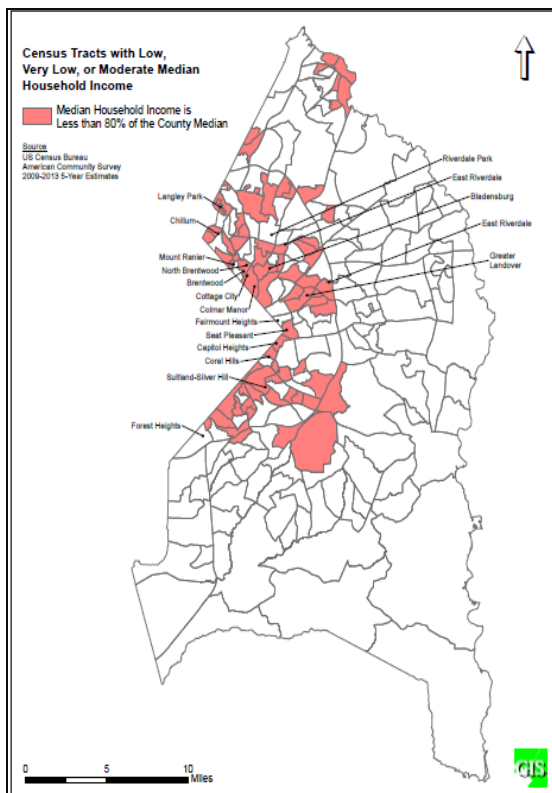 Census Tracts with Low,
Very Low, or Moderate Median
Household Income
Median Household Income is
Less than 80% of the County Median
Source
US Census Bureau
American Community Survey
2009-2013 5-Year Estimates
Riverdale Park
East Riverdale
Bladensburg
East Riverdale
Greater
Landover
Langley Park
Chillum
Mount Ranier
North Brentwood
Brentwood
Cottage City
Colmar Manor
Fairmount Heights
Seat Pleasant
Capitol Heights
Coral Hills
Suitland-Silver Hill
Forest Heights
0 5 10
Miles
GIS